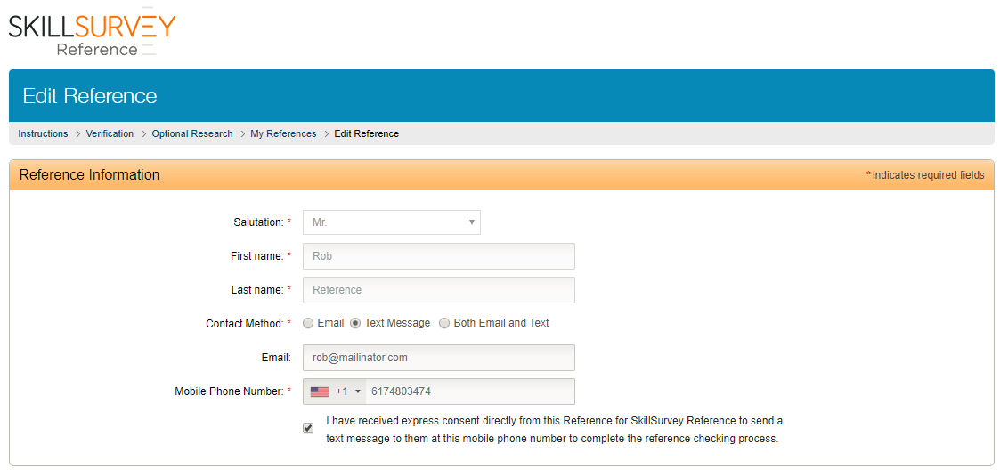 SKILLSURVEY
Reference
Edit Reference
Instructions > Verification > Optional Research > My References > Edit Reference
Reference Information
* indicates required fields
Salutation: * Mr.
First name: * Rob
Last name: * Reference
Contact Method: * Email Text Message Both Email and Text
Email: rob@mailinator.com
Mobile Phone Number: * +1 6174803474
I have received express consent directly from this Reference for SkillSurvey Reference to send a
text message to them at this mobile phone number to complete the reference checking process.